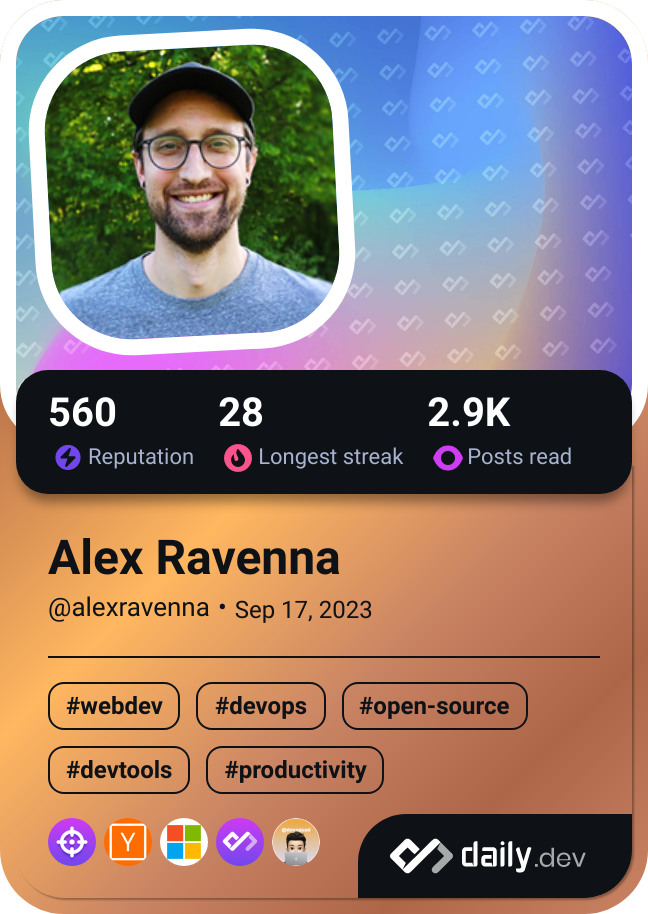 560 28 2.9K
Reputation Longest streak Posts read
Alex Ravenna
@alexravenna • Sep 17, 2023
#webdev #devops #open-source
#devtools #productivity
Y
daily.dev